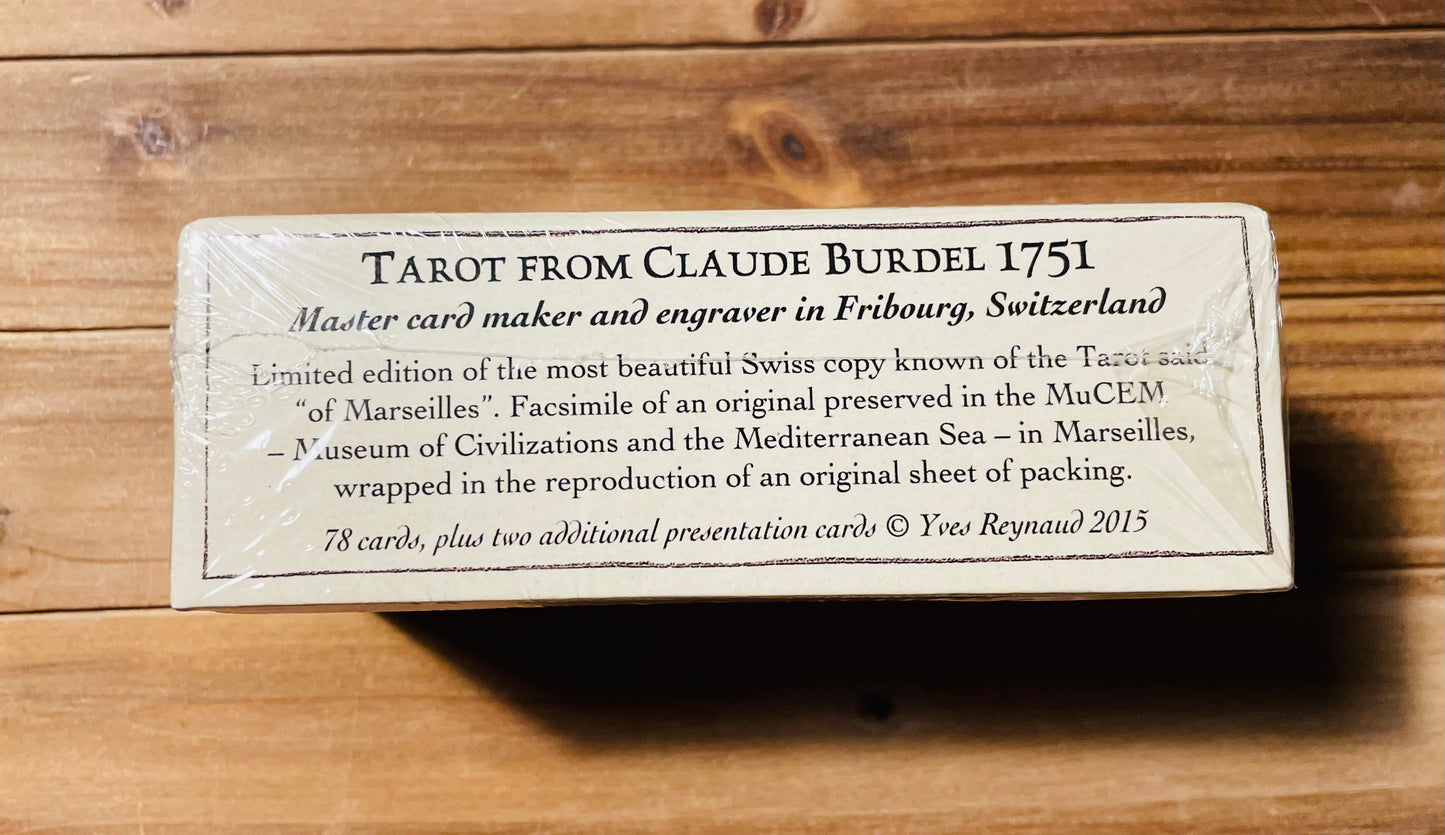 TAROT FROM CLAUDE BURDEL 1751
Master card maker and engraver in Fribourg, Switzerland
Limited edition of the most beautiful Swiss copy known of the Tarot said
“of Marseilles”. Facsimile of an original preserved in the MuCEM
– Museum of Civilizations and the Mediterranean Sea – in Marseilles,
wrapped in the reproduction of an original sheet of packing.
78 cards, plus two additional presentation cards © Yves Reynaud 2015